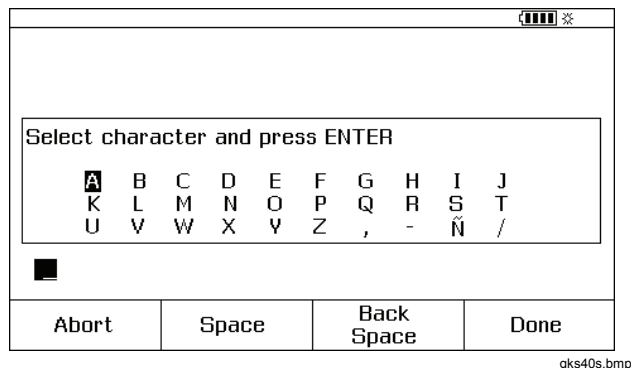 Select character and press ENTER
A B C D E F G H I J
K L M N O P Q R S T
U V W X Y Z , - Ñ /
Abort Space Back Space Done
gks40s.bmp